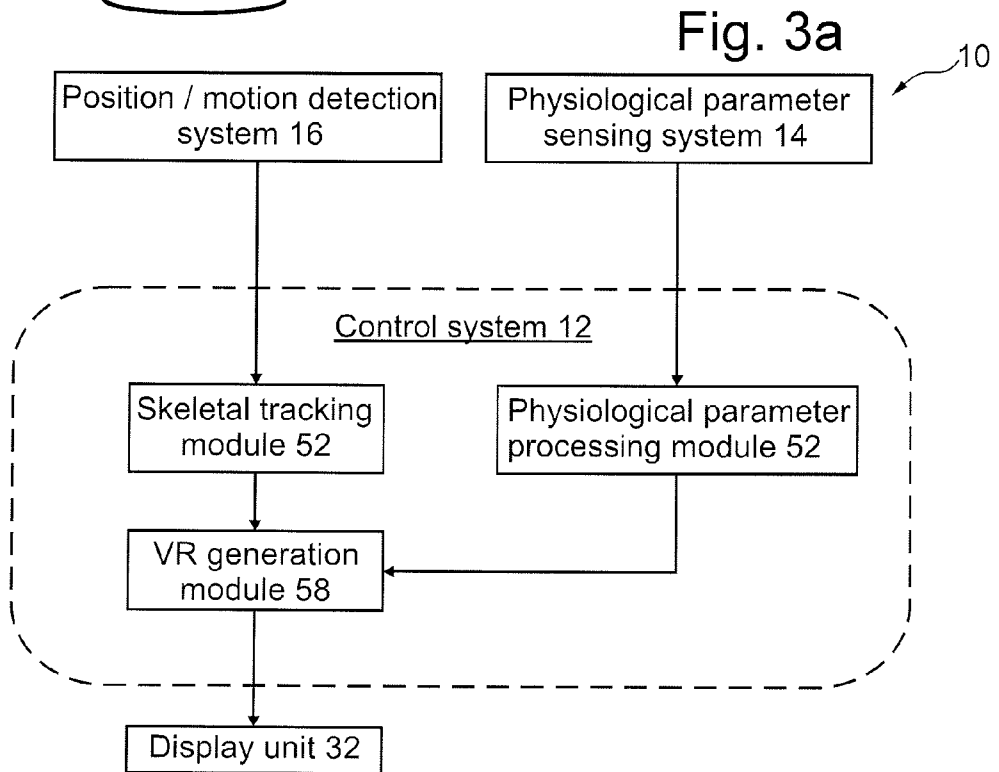 Fig. 3a
10
Position / motion detection
system 16
Physiological parameter
sensing system 14
Control system 12
Skeletal tracking
module 52
Physiological parameter
processing module 52
VR generation
module 58
Display unit 32